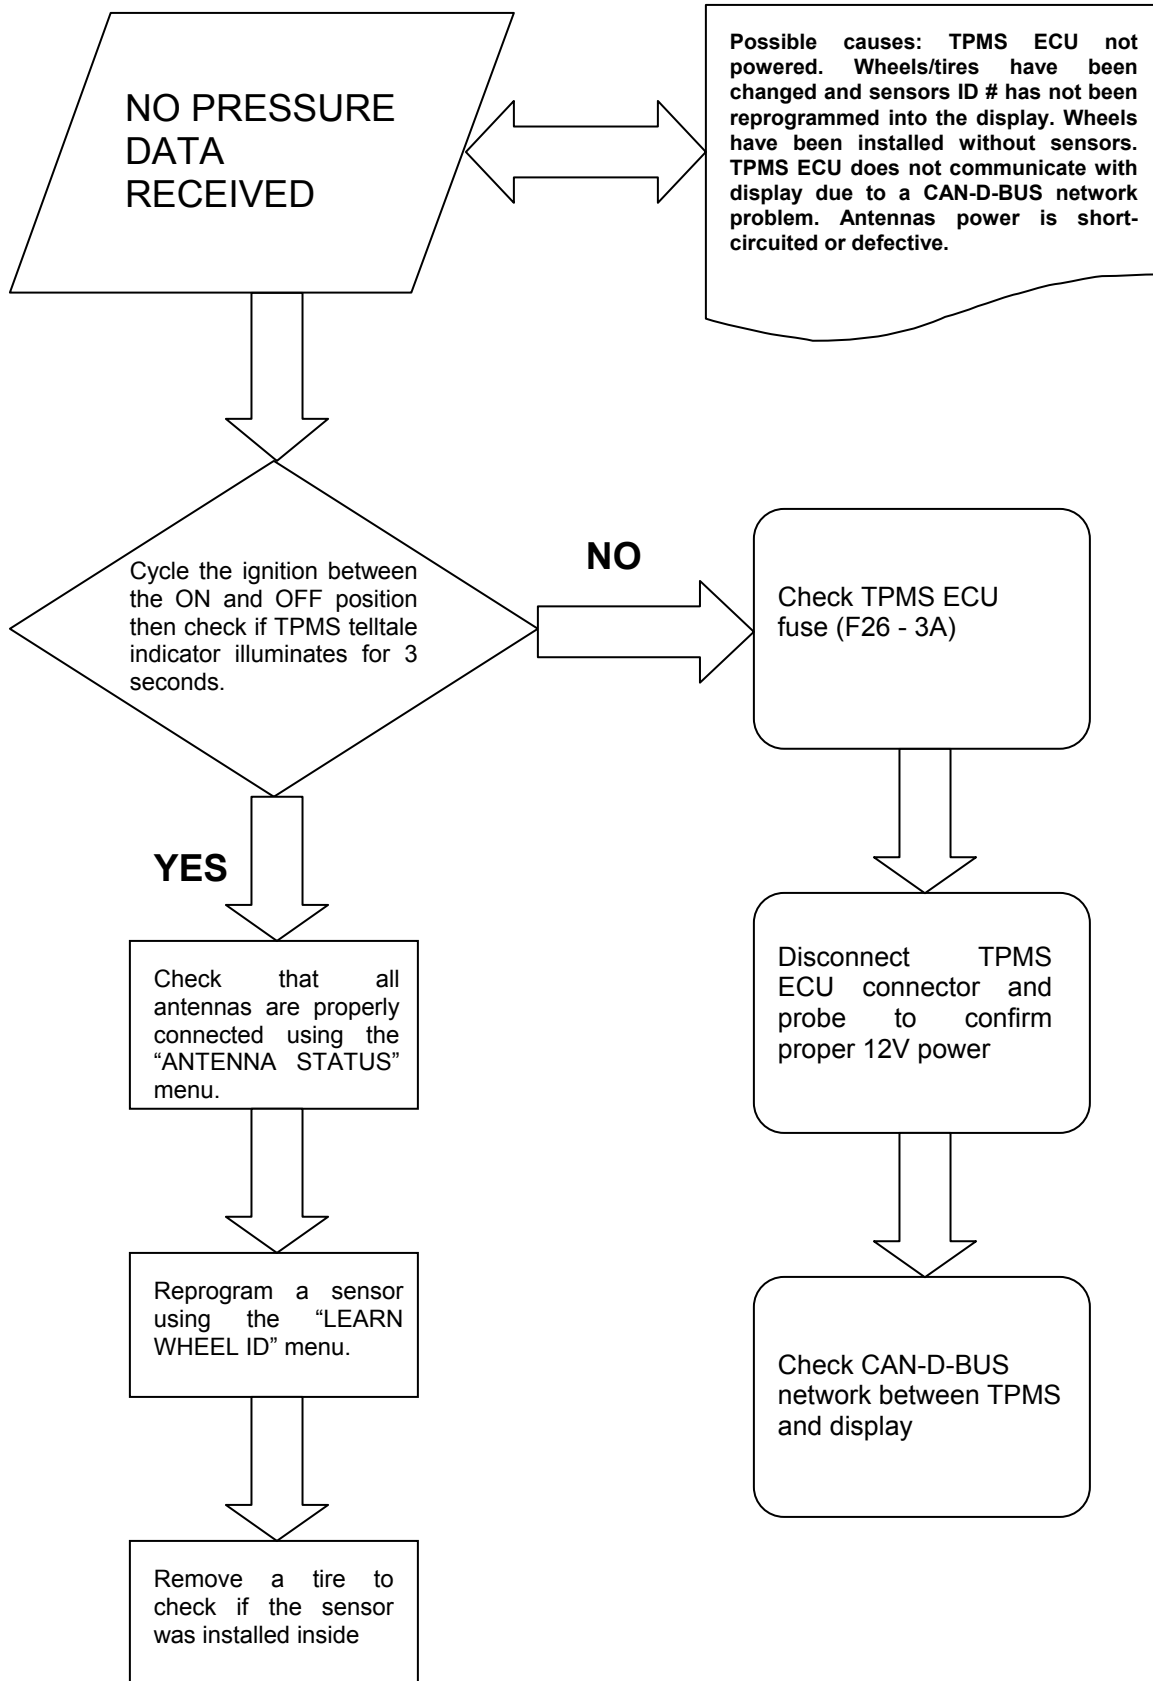 NO PRESSURE
DATA
RECEIVED
Possible causes: TPMS ECU not
powered. Wheels/tires have been
changed and sensors ID # has not been
reprogrammed into the display. Wheels
have been installed without sensors.
TPMS ECU does not communicate with
display due to a CAN-D-BUS network
problem. Antennas power is short-
circuited or defective.
Cycle the ignition between
the ON and OFF position
then check if TPMS telltale
indicator illuminates for 3
seconds.
NO
Check TPMS ECU
fuse (F26 - 3A)
YES
Check that all
antennas are properly
connected using the
“ANTENNA STATUS”
menu.
Disconnect TPMS
ECU connector and
probe to confirm
proper 12V power
Reprogram a sensor
using the “LEARN
WHEEL ID” menu.
Check CAN-D-BUS
network between TPMS
and display
Remove a tire to
check if the sensor
was installed inside